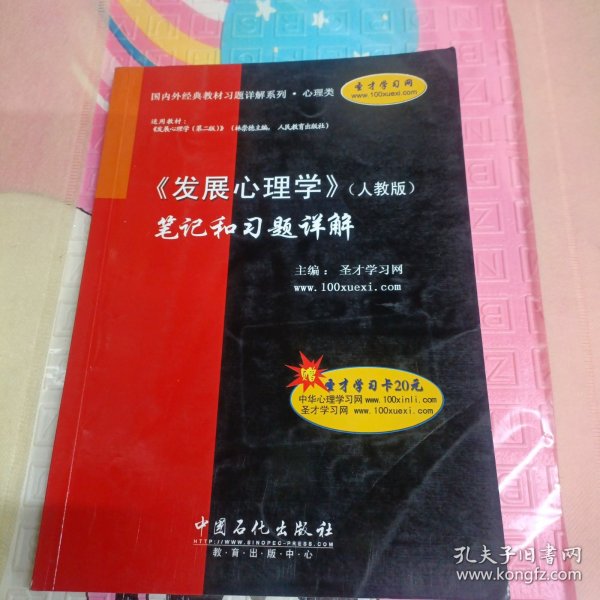 国内外经典教材习题详解系列·心理类
圣才学习网
www.100xuexi.com
适用教材：
《发展心理学(第二版)》(林崇德主编， 人民教育出版社)
《发展心理学》(人教版)
笔记和习题详解
主编： 圣才学习网
www.100xuexi.com
赠
圣才学习卡20元
中华心理学习网 www.100xinli.com
圣才学习网 www.100xuexi.com
中国石化出版社
HTTP://WWW.SINOPEC-PRESS.COM
教·育·出·版·中·心
孔夫子旧书网
www.kongfz.com